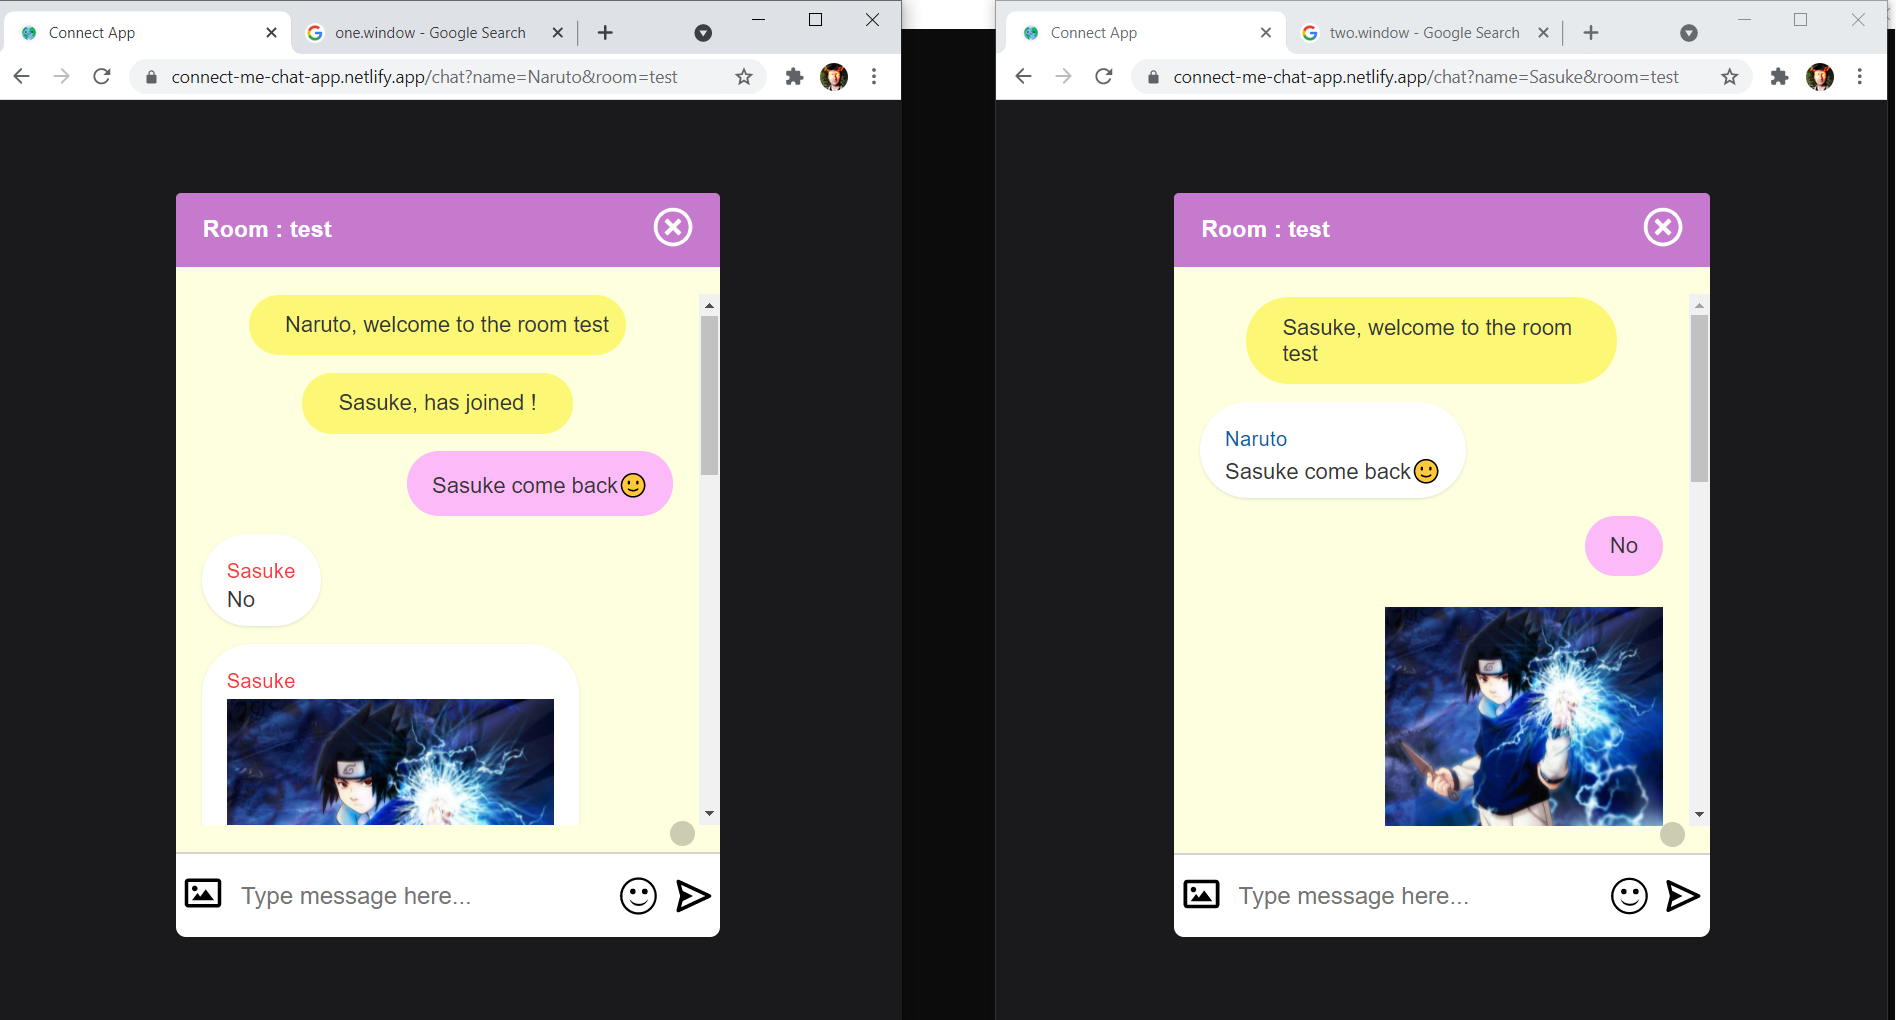 Connect App
one.window - Google Search
connect-me-chat-app.netlify.app/chat?name=Naruto&room=test
Room : test
Naruto, welcome to the room test
Sasuke, has joined !
Sasuke come back🙂
Sasuke
No
Sasuke
Type message here...
Connect App
two.window - Google Search
connect-me-chat-app.netlify.app/chat?name=Sasuke&room=test
Room : test
Sasuke, welcome to the room
test
Naruto
Sasuke come back🙂
No
Type message here...